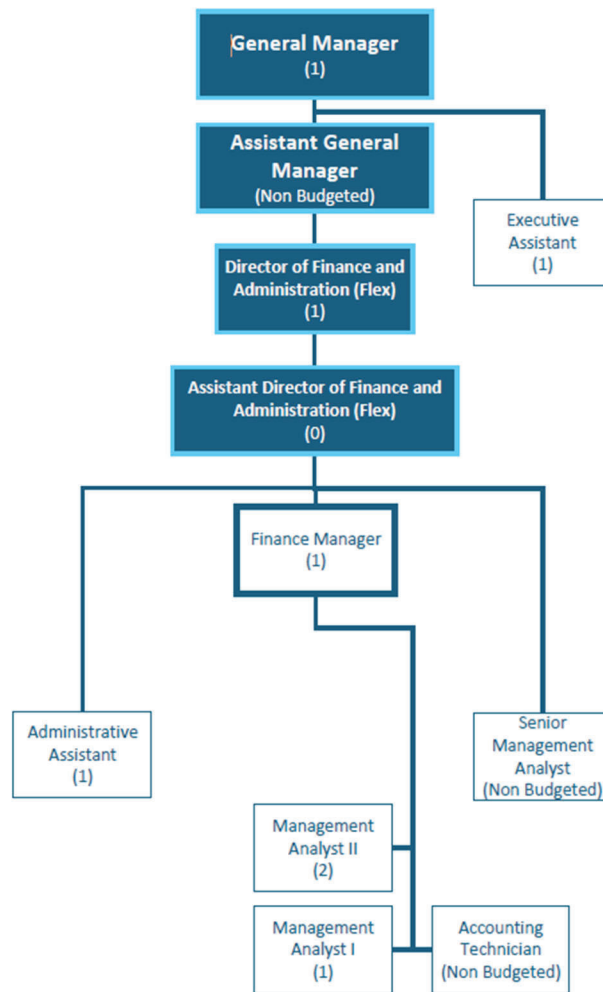 General Manager
(1)
Assistant General
Manager
(Non Budgeted)
Executive
Assistant
(1)
Director of Finance and
Administration (Flex)
(1)
Assistant Director of Finance and
Administration (Flex)
(0)
Finance Manager
(1)
Administrative
Assistant
(1)
Senior
Management
Analyst
(Non Budgeted)
Management
Analyst II
(2)
Management
Analyst I
(1)
Accounting
Technician
(Non Budgeted)